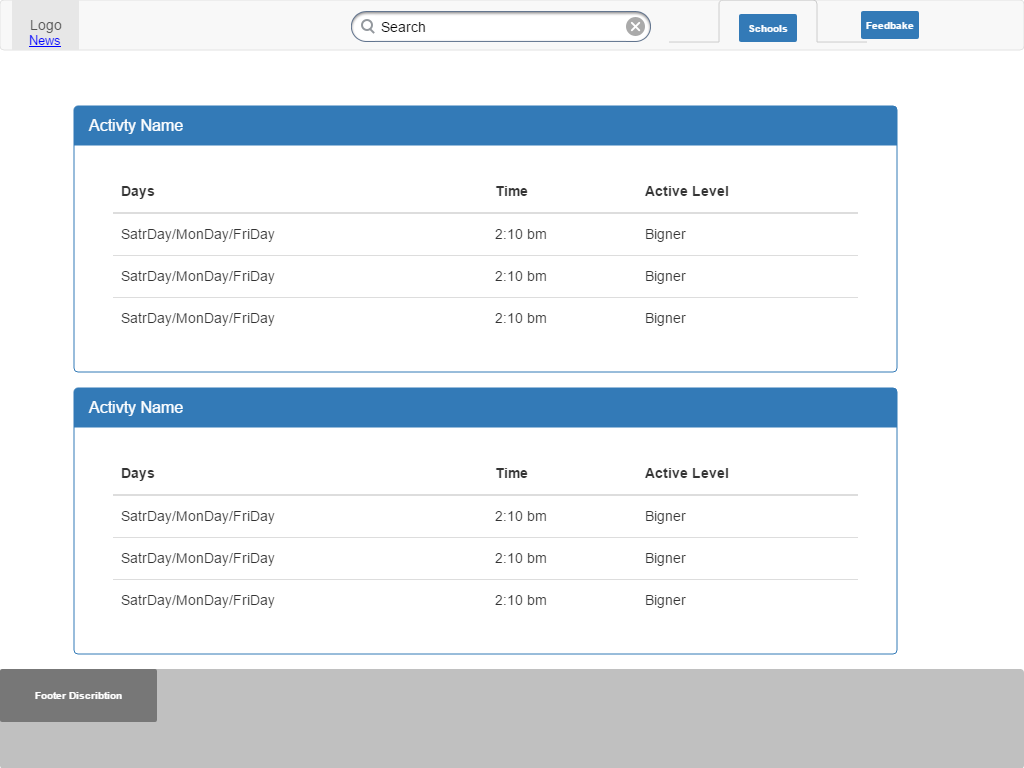 Logo
News
Search
Schools
Feedbake
Activty Name
Days Time Active Level
SatrDay/MonDay/FriDay 2:10 bm Bigner
SatrDay/MonDay/FriDay 2:10 bm Bigner
SatrDay/MonDay/FriDay 2:10 bm Bigner
Activty Name
Days Time Active Level
SatrDay/MonDay/FriDay 2:10 bm Bigner
SatrDay/MonDay/FriDay 2:10 bm Bigner
SatrDay/MonDay/FriDay 2:10 bm Bigner
Footer Discribtion